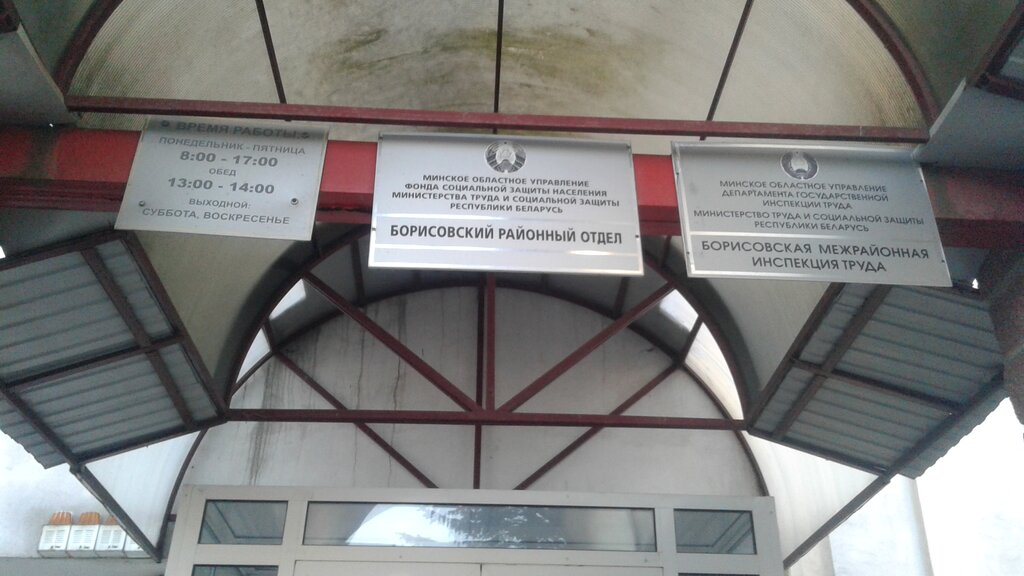 ВРЕМЯ РАБОТЫ:
ПОНЕДЕЛЬНИК - ПЯТНИЦА
8:00 - 17:00
ОБЕД
13:00 - 14:00
ВЫХОДНОЙ:
СУББОТА, ВОСКРЕСЕНЬЕ
МИНСКОЕ ОБЛАСТНОЕ УПРАВЛЕНИЕ
ФОНДА СОЦИАЛЬНОЙ ЗАЩИТЫ НАСЕЛЕНИЯ
МИНИСТЕРСТВА ТРУДА И СОЦИАЛЬНОЙ ЗАЩИТЫ
РЕСПУБЛИКИ БЕЛАРУСЬ
БОРИСОВСКИЙ РАЙОННЫЙ ОТДЕЛ
МИНСКОЕ ОБЛАСТНОЕ УПРАВЛЕНИЕ
ДЕПАРТАМЕНТА ГОСУДАРСТВЕННОЙ
ИНСПЕКЦИИ ТРУДА
МИНИСТЕРСТВО ТРУДА И СОЦИАЛЬНОЙ ЗАЩИТЫ
РЕСПУБЛИКИ БЕЛАРУСЬ
БОРИСОВСКАЯ МЕЖРАЙОННАЯ
ИНСПЕКЦИЯ ТРУДА